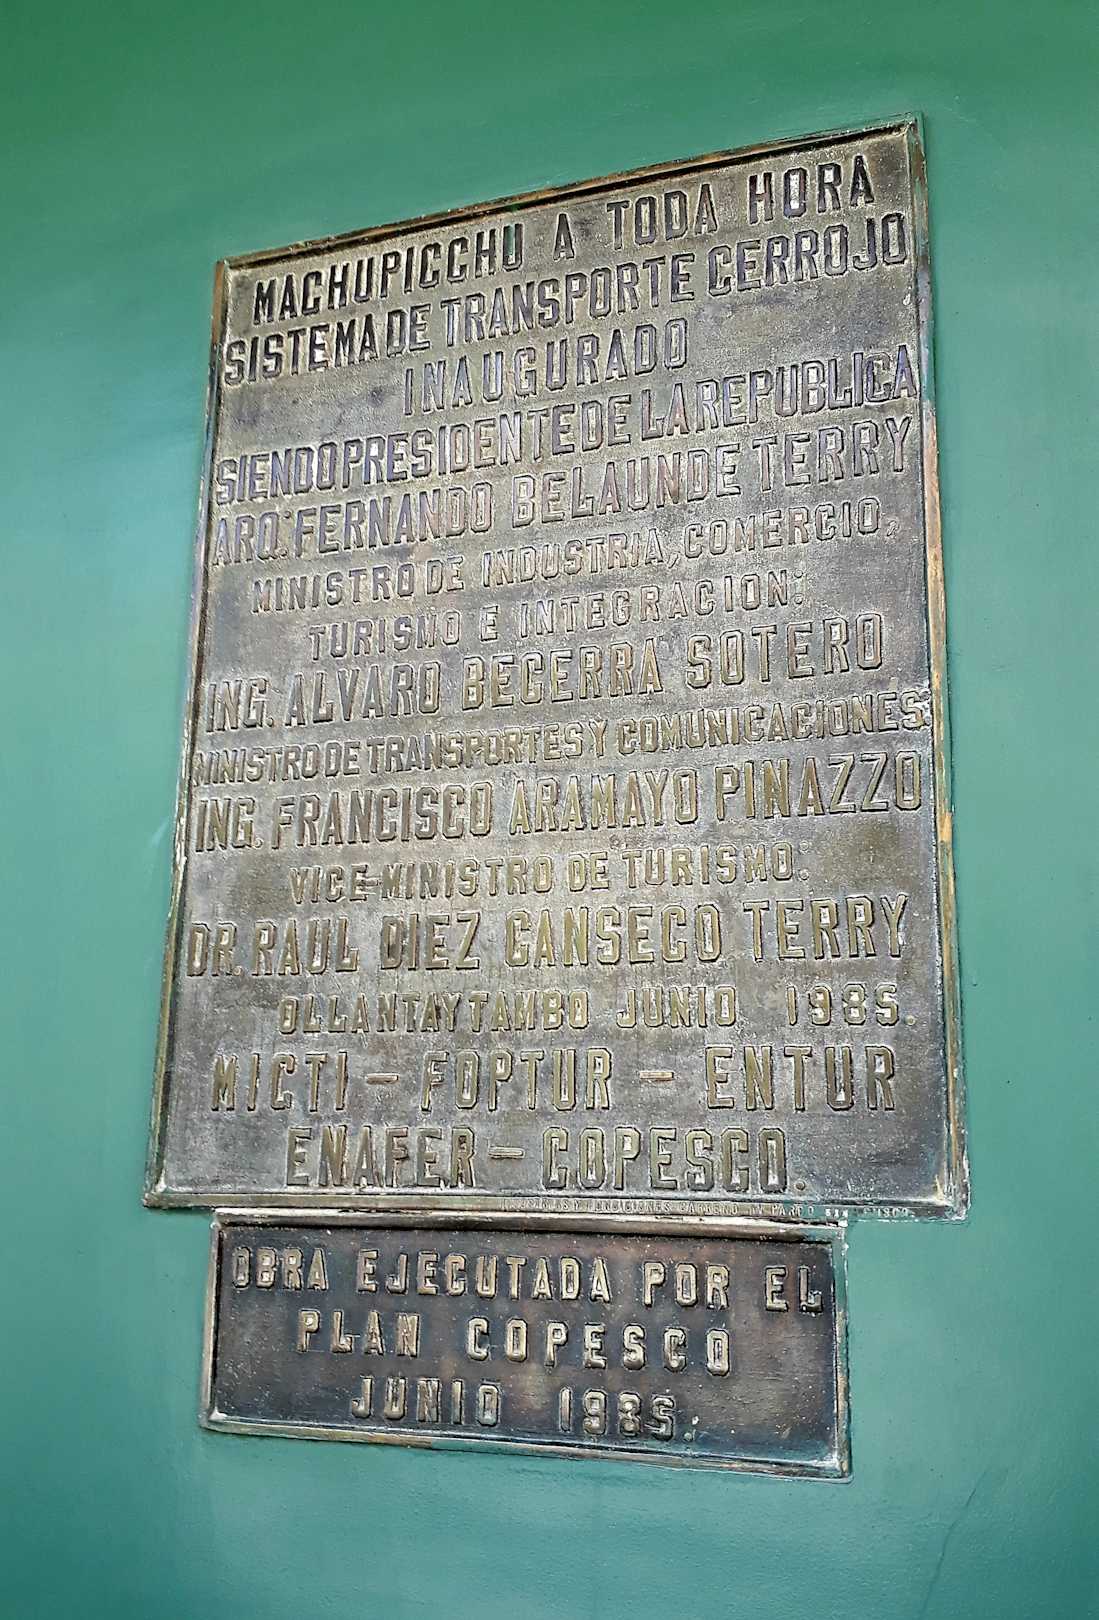 MACHUPICCHU A TODA HORA
SISTEMA DE TRANSPORTE CERROJO
INAUGURADO
SIENDO PRESIDENTE DE LA REPUBLICA
ARQ: FERNANDO BELAUNDE TERRY
MINISTRO DE INDUSTRIA, COMERCIO,
TURISMO E INTEGRACION:
ING. ALVARO BECERRA SOTERO
MINISTRO DE TRANSPORTES Y COMUNICACIONES:
ING. FRANCISCO ARAMAYO PINAZZO
VICE-MINISTRO DE TURISMO:
DR. RAUL DIEZ CANSECO TERRY
OLLANTAYTAMBO JUNIO 1985.
MICTI - FOPTUR - ENTUR
ENAFER - COPESCO.
Y FUNDICIONES
OBRA EJECUTADA POR EL
PLAN COPESCO
JUNIO 1985.